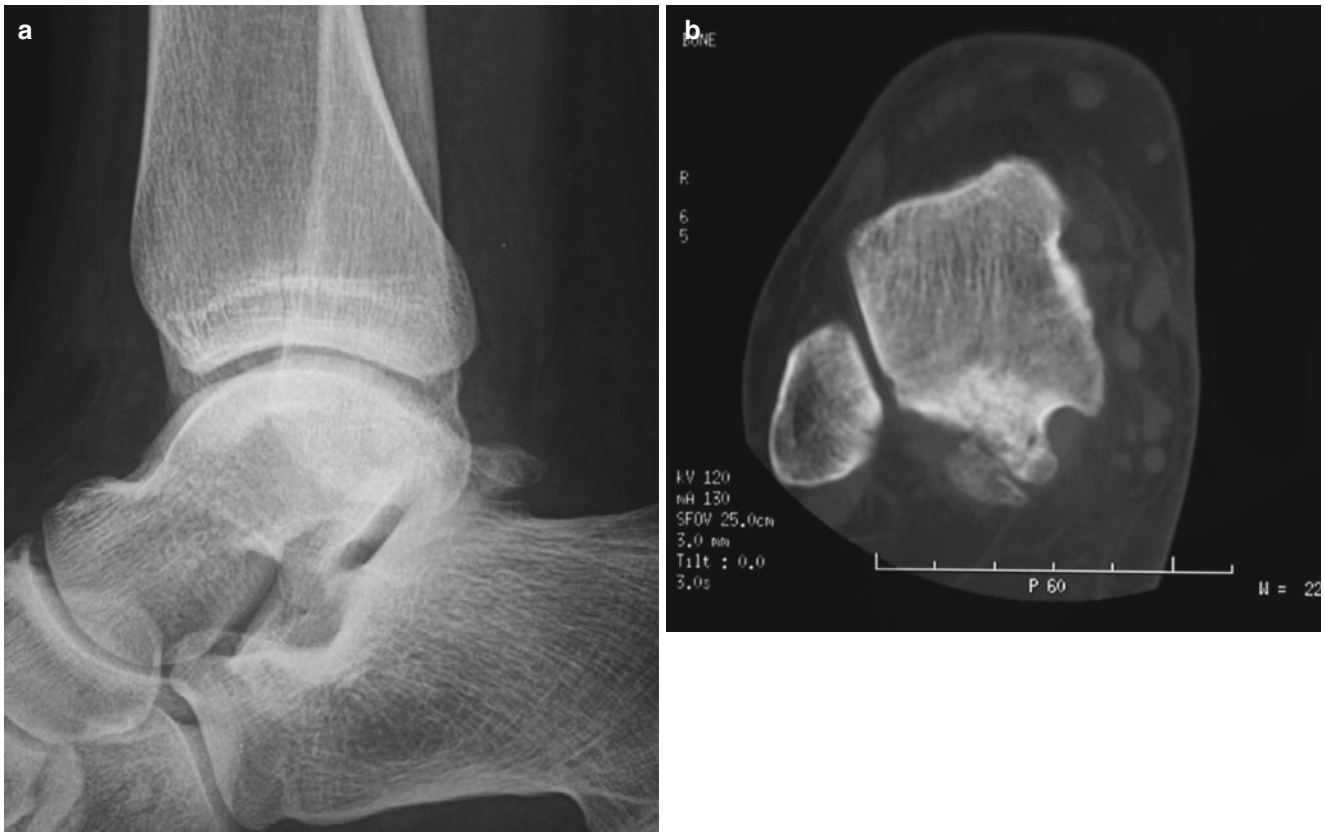 a
b
BONE
R
6
5
kV 120
mA 130
SFOV 25.0cm
3.0 mm
Tilt : 0.0
3.0s
P 60
W = 22